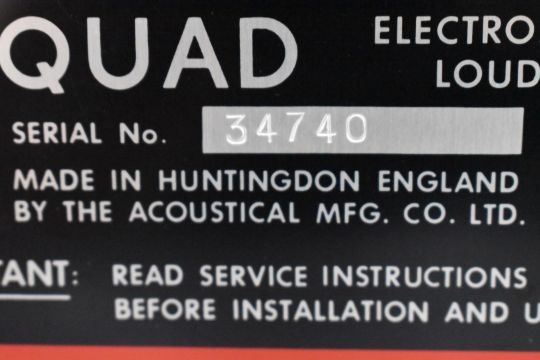 QUAD ELECTRO
LOUD
SERIAL No. 34740
MADE IN HUNTINGDON ENGLAND
BY THE ACOUSTICAL MFG. CO. LTD.
TANT: READ SERVICE INSTRUCTIONS
BEFORE INSTALLATION AND U